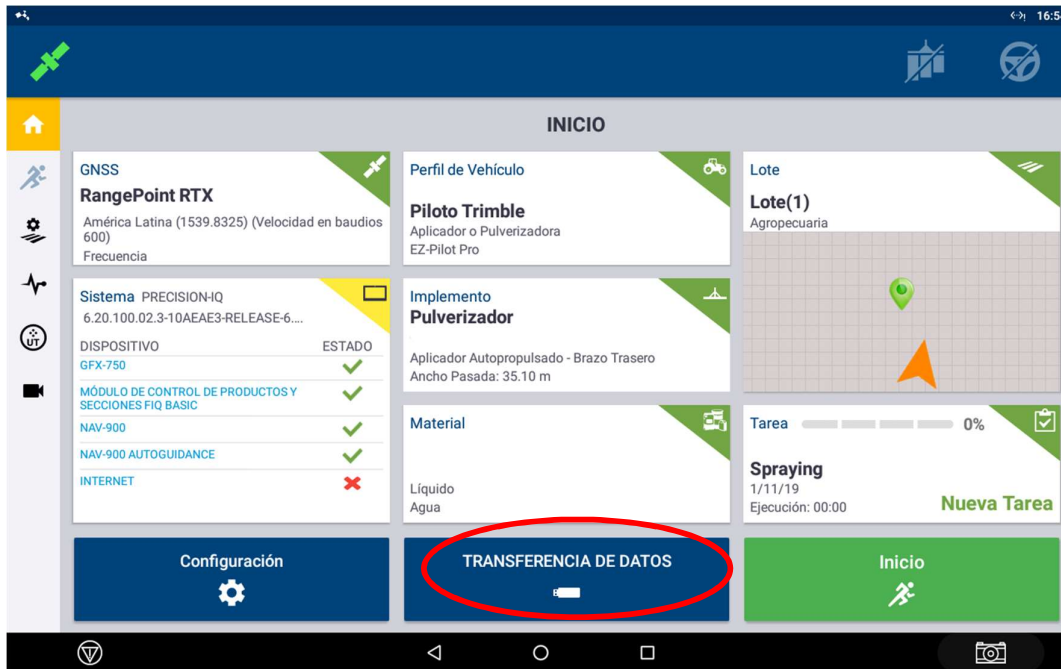 16:5
INICIO
GNSS
RangePoint RTX
América Latina (1539.8325) (Velocidad en baudios
600)
Frecuencia
Perfil de Vehículo
Piloto Trimble
Aplicador o Pulverizadora
EZ-Pilot Pro
Lote
Lote(1)
Agropecuaria
Sistema PRECISION-IQ
6.20.100.02.3-10AEAE3-RELEASE-6....
DISPOSITIVO ESTADO
GFX-750
MÓDULO DE CONTROL DE PRODUCTOS Y
SECCIONES FIQ BASIC
NAV-900
NAV-900 AUTOGUIDANCE
INTERNET
Implemento
Pulverizador
Aplicador Autopropulsado - Brazo Trasero
Ancho Pasada: 35.10 m
Material
Líquido
Agua
Tarea 0%
Spraying
1/11/19
Ejecución: 00:00 Nueva Tarea
UT
Configuración
TRANSFERENCIA DE DATOS
Inicio